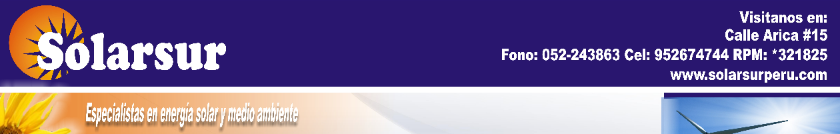 Solarsur
Visitanos en:
Calle Arica #15
Fono: 052-243863 Cel: 952674744 RPM: *321825
www.solarsurperu.com
Especialistas en energía solar y medio ambiente